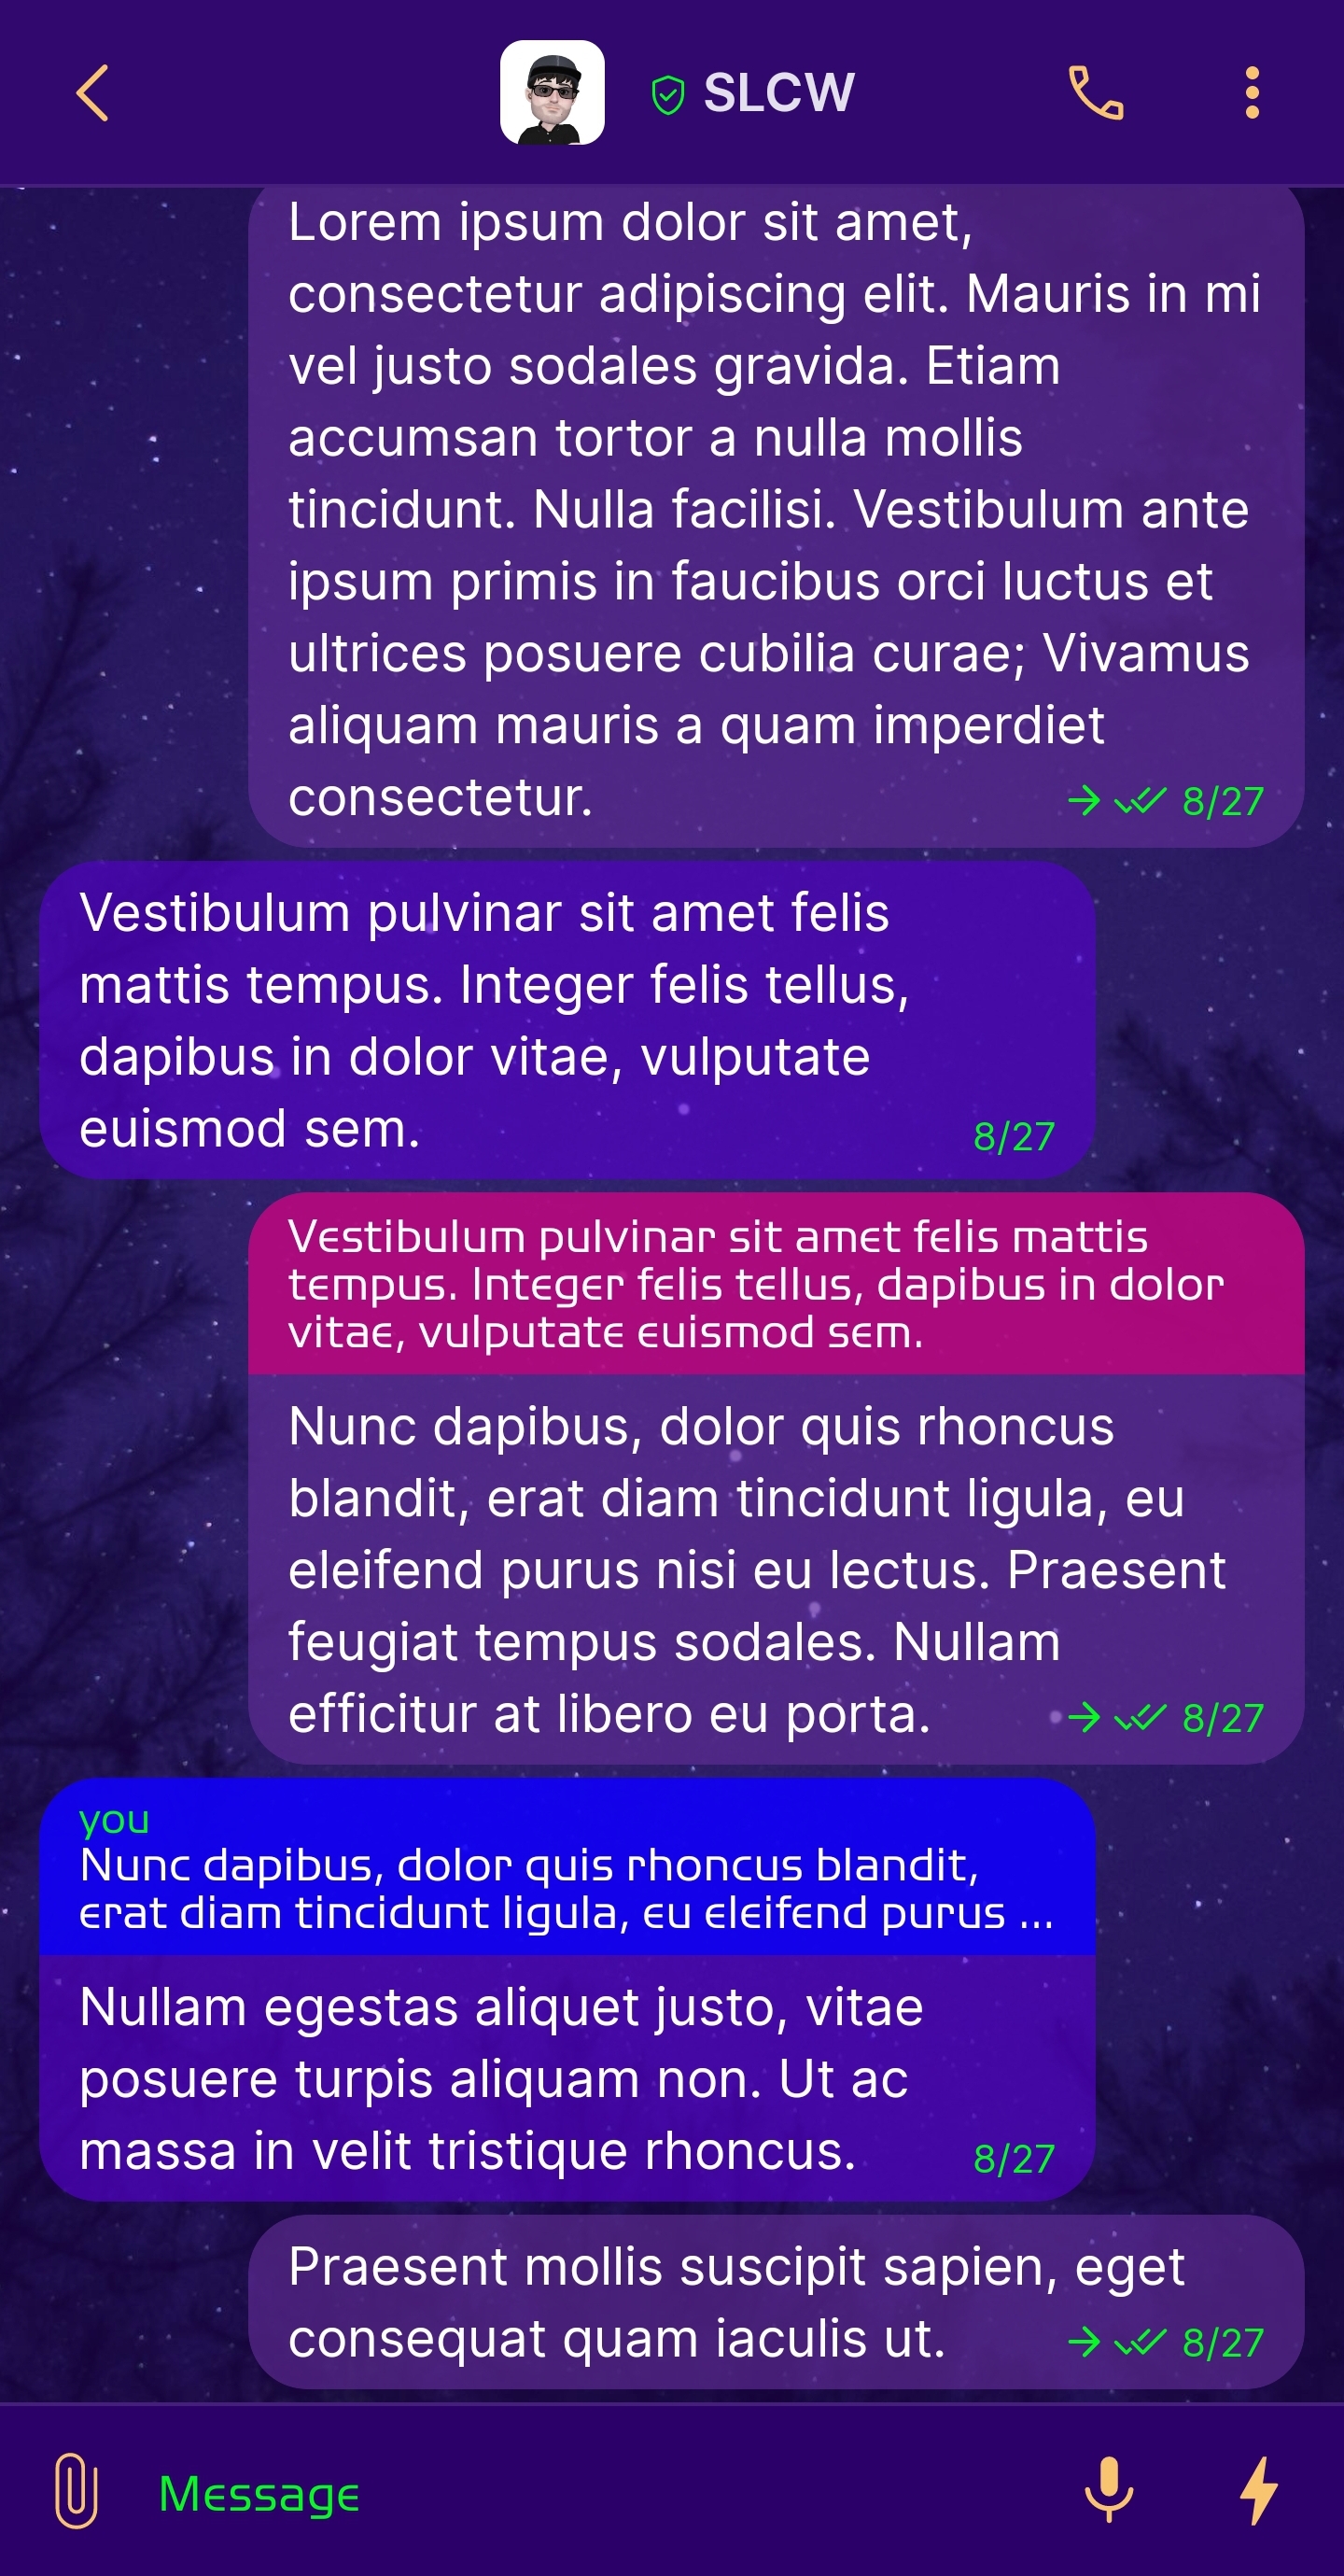 SLCW
Lorem ipsum dolor sit amet,
consectetur adipiscing elit. Mauris in mi
vel justo sodales gravida. Etiam
accumsan tortor a nulla mollis
tincidunt. Nulla facilisi. Vestibulum ante
ipsum primis in faucibus orci luctus et
ultrices posuere cubilia curae; Vivamus
aliquam mauris a quam imperdiet
consectetur. 8/27
Vestibulum pulvinar sit amet felis
mattis tempus. Integer felis tellus,
dapibus in dolor vitae, vulputate
euismod sem. 8/27
Vestibulum pulvinar sit amet felis mattis
tempus. Integer felis tellus, dapibus in dolor
vitae, vulputate euismod sem.
Nunc dapibus, dolor quis rhoncus
blandit, erat diam tincidunt ligula, eu
eleifend purus nisi eu lectus. Praesent
feugiat tempus sodales. Nullam
efficitur at libero eu porta. 8/27
you
Nunc dapibus, dolor quis rhoncus blandit,
erat diam tincidunt ligula, eu eleifend purus ...
Nullam egestas aliquet justo, vitae
posuere turpis aliquam non. Ut ac
massa in velit tristique rhoncus. 8/27
Praesent mollis suscipit sapien, eget
consequat quam iaculis ut. 8/27
Message